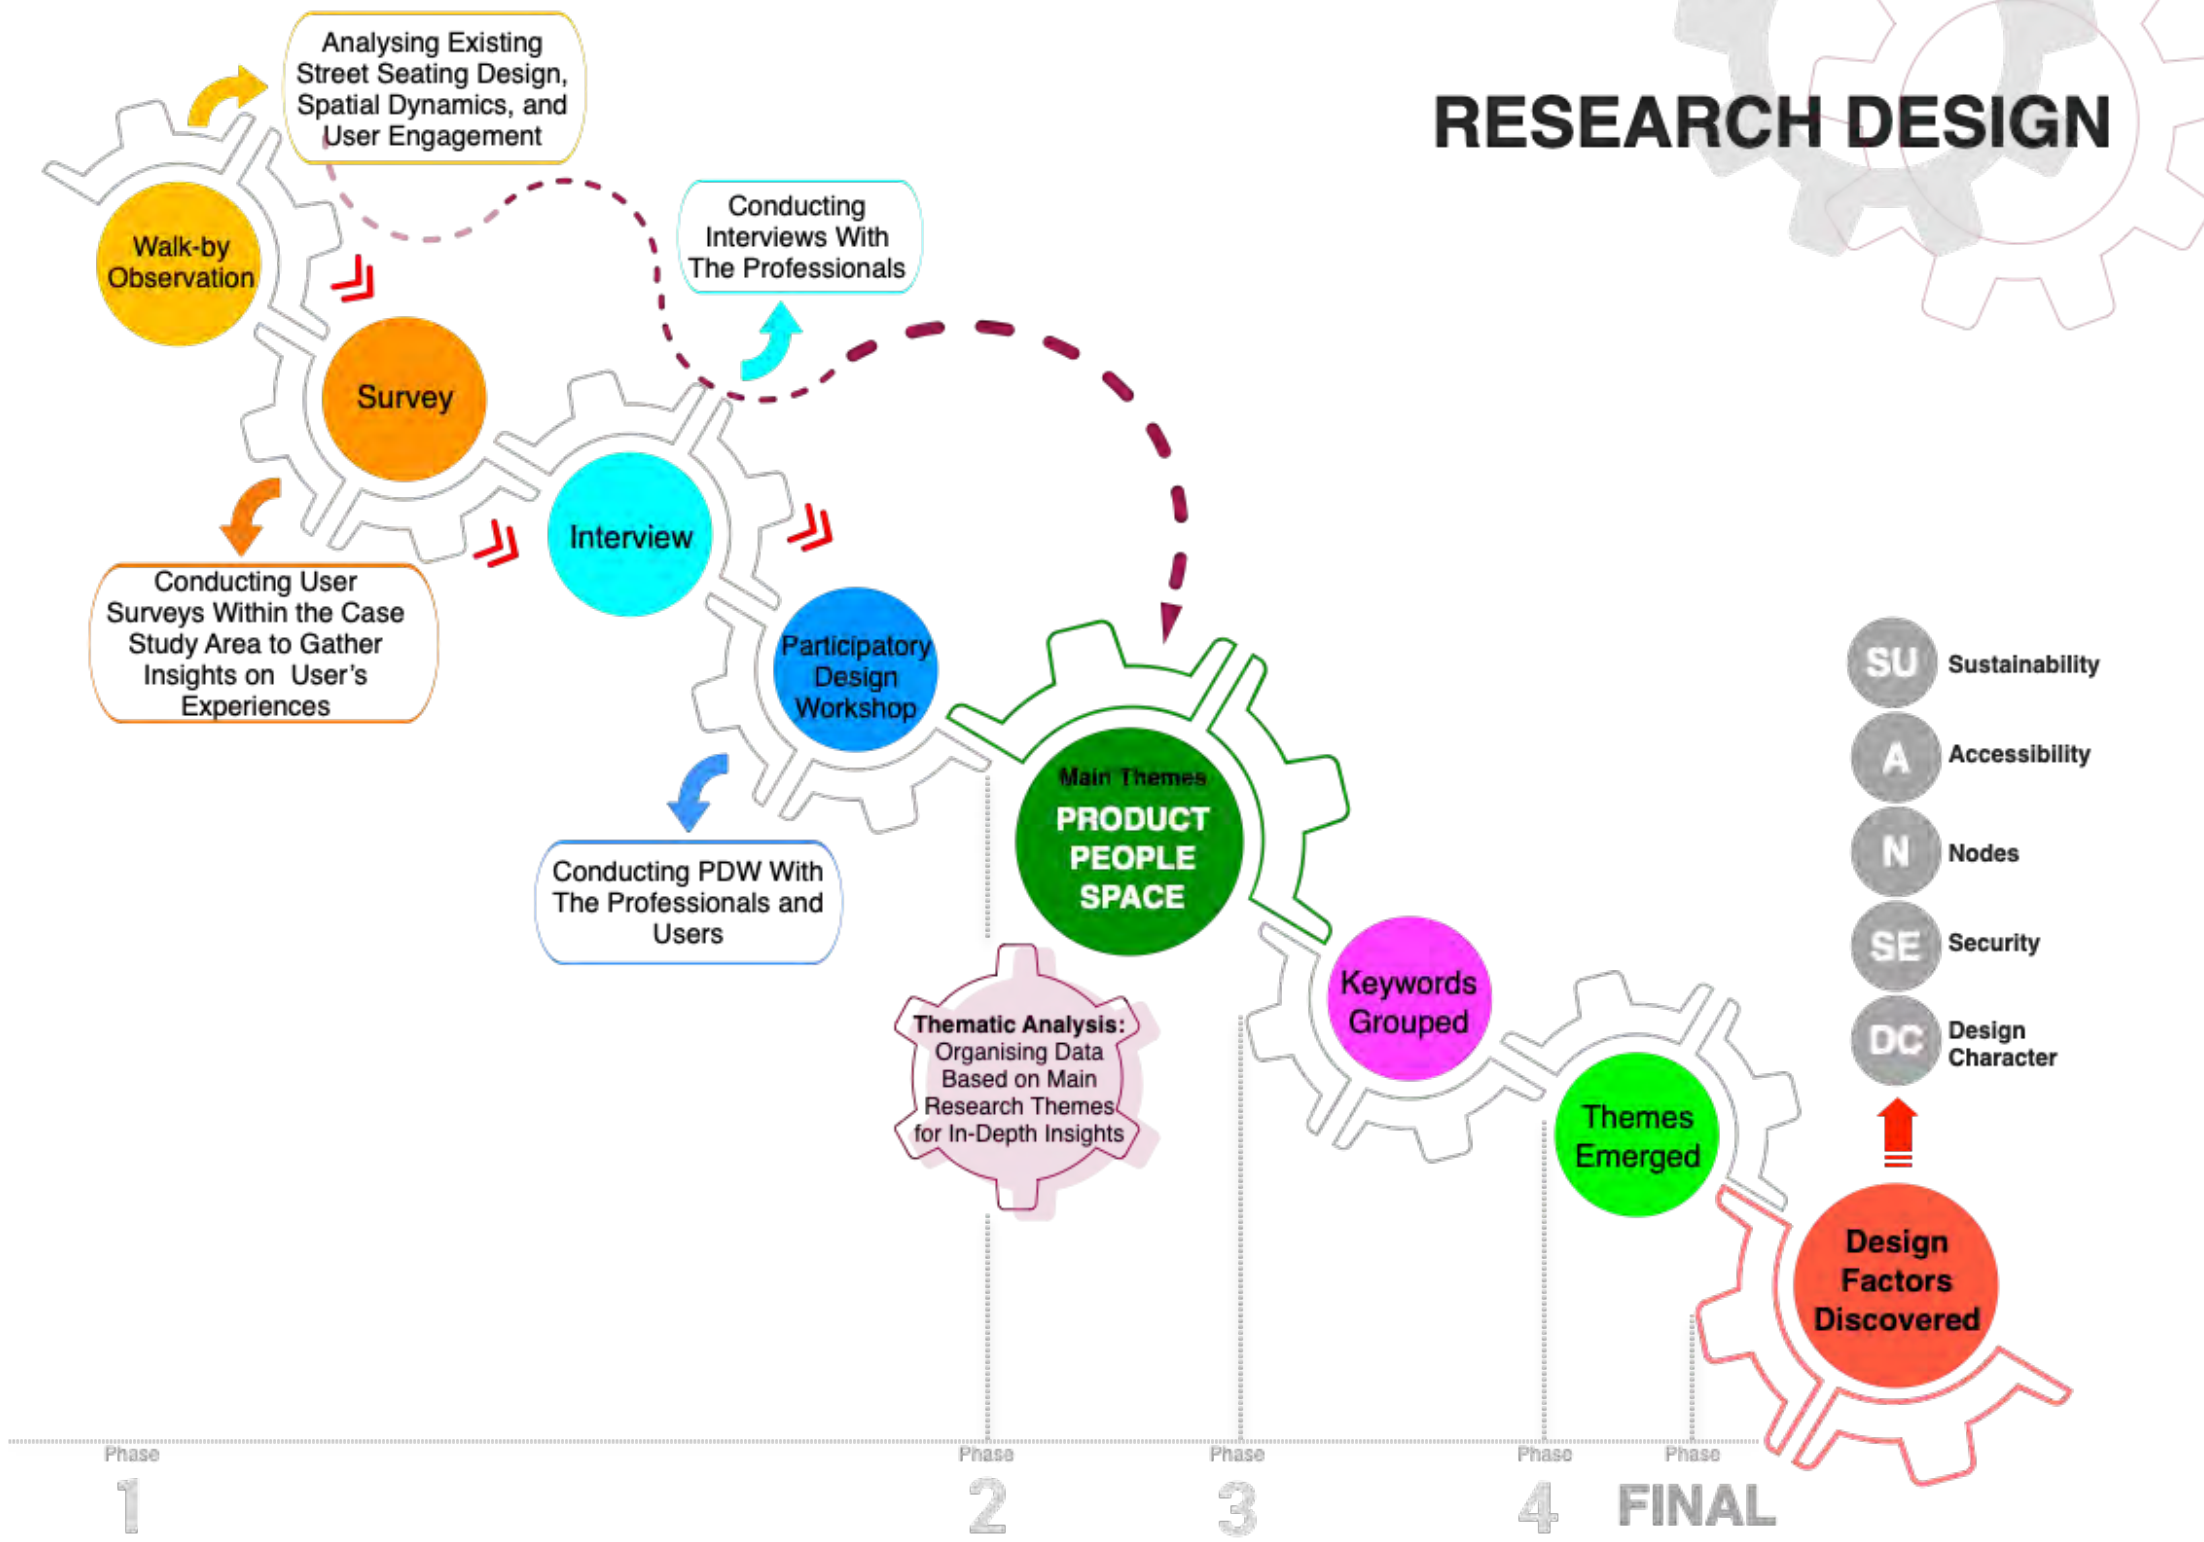 RESEARCH DESIGN
Analysing Existing
Street Seating Design,
Spatial Dynamics, and
User Engagement
Walk-by
Observation
Conducting
Interviews With
The Professionals
Survey
Interview
Conducting User
Surveys Within the Case
Study Area to Gather
Insights on User's
Experiences
Participatory
Design
Workshop
Conducting PDW With
The Professionals and
Users
Main Themes
PRODUCT
PEOPLE
SPACE
Thematic Analysis:
Organising Data
Based on Main
Research Themes
for In-Depth Insights
Keywords
Grouped
Themes
Emerged
SU Sustainability
A Accessibility
N Nodes
SE Security
DC Design
Character
Design
Factors
Discovered
Phase
1
Phase
2
Phase
3
Phase
4
Phase
FINAL